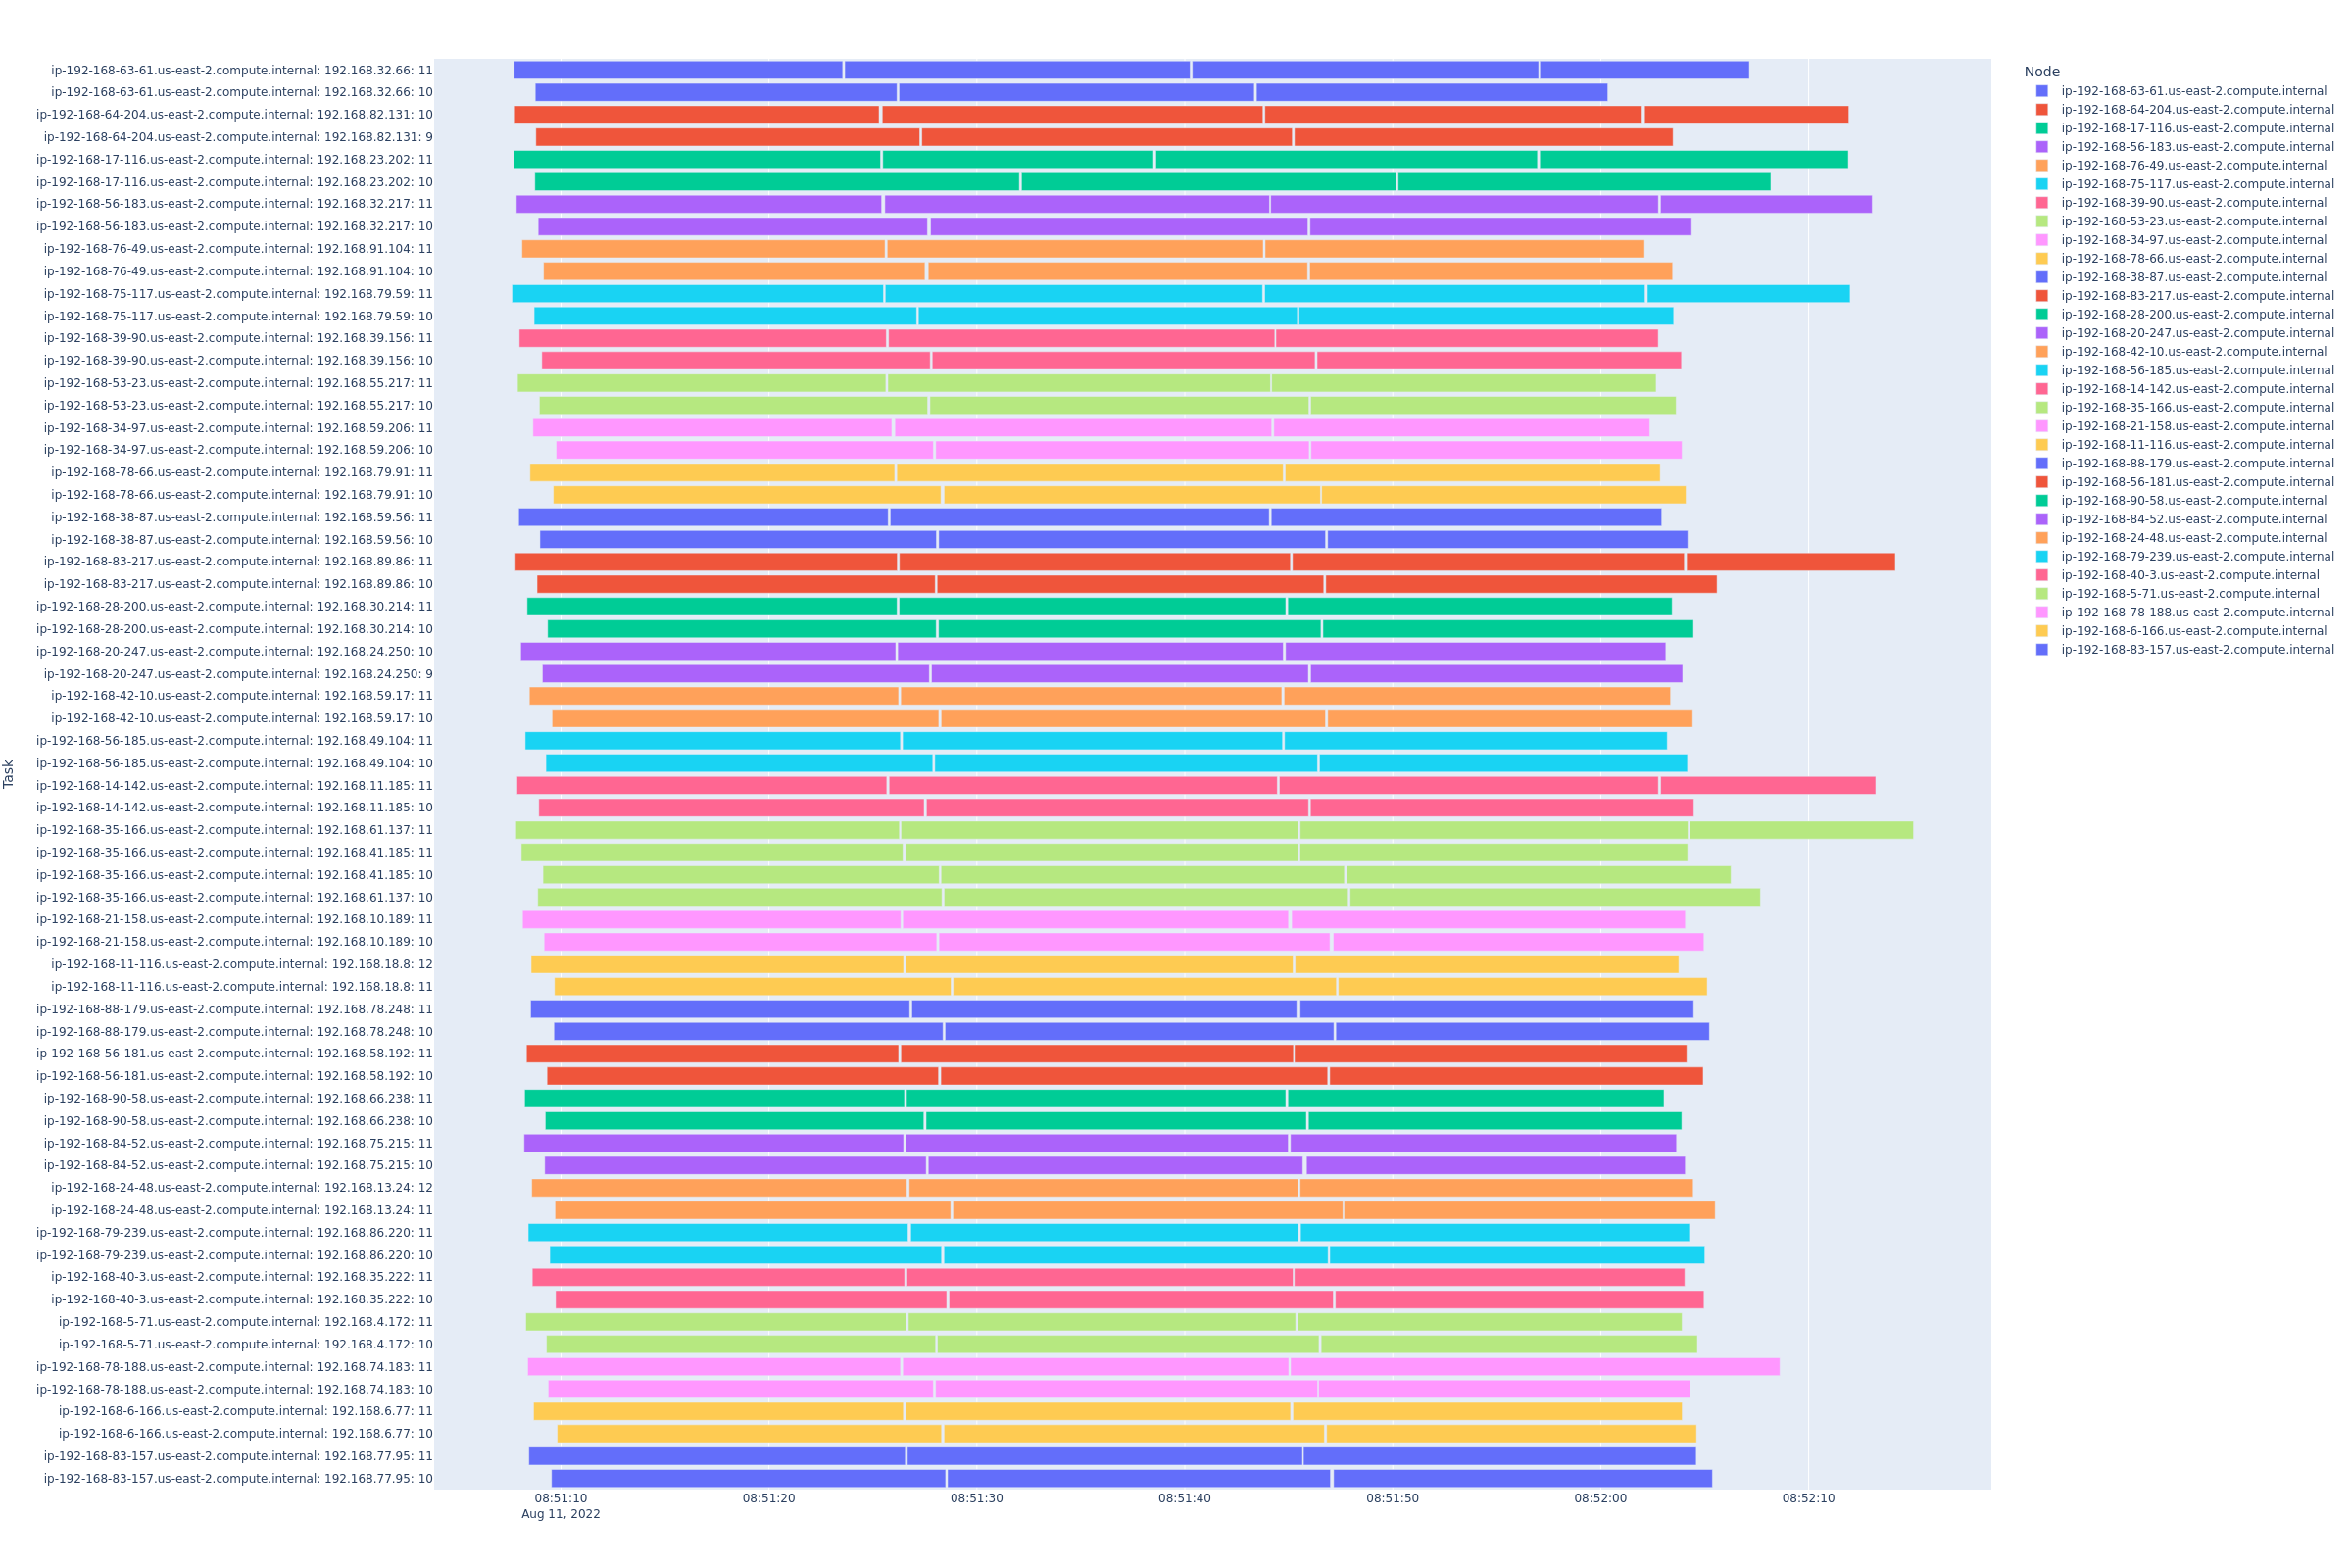 ip-192-168-63-61.us-east-2.compute.internal: 192.168.32.66: 11
ip-192-168-63-61.us-east-2.compute.internal: 192.168.32.66: 10
ip-192-168-64-204.us-east-2.compute.internal: 192.168.82.131: 10
ip-192-168-64-204.us-east-2.compute.internal: 192.168.82.131: 9
ip-192-168-17-116.us-east-2.compute.internal: 192.168.23.202: 11
ip-192-168-17-116.us-east-2.compute.internal: 192.168.23.202: 10
ip-192-168-56-183.us-east-2.compute.internal: 192.168.32.217: 11
ip-192-168-56-183.us-east-2.compute.internal: 192.168.32.217: 10
ip-192-168-76-49.us-east-2.compute.internal: 192.168.91.104: 11
ip-192-168-76-49.us-east-2.compute.internal: 192.168.91.104: 10
ip-192-168-75-117.us-east-2.compute.internal: 192.168.79.59: 11
ip-192-168-75-117.us-east-2.compute.internal: 192.168.79.59: 10
ip-192-168-39-90.us-east-2.compute.internal: 192.168.39.156: 11
ip-192-168-39-90.us-east-2.compute.internal: 192.168.39.156: 10
ip-192-168-53-23.us-east-2.compute.internal: 192.168.55.217: 11
ip-192-168-53-23.us-east-2.compute.internal: 192.168.55.217: 10
ip-192-168-34-97.us-east-2.compute.internal: 192.168.59.206: 11
ip-192-168-34-97.us-east-2.compute.internal: 192.168.59.206: 10
ip-192-168-78-66.us-east-2.compute.internal: 192.168.79.91: 11
ip-192-168-78-66.us-east-2.compute.internal: 192.168.79.91: 10
ip-192-168-38-87.us-east-2.compute.internal: 192.168.59.56: 11
ip-192-168-38-87.us-east-2.compute.internal: 192.168.59.56: 10
ip-192-168-83-217.us-east-2.compute.internal: 192.168.89.86: 11
ip-192-168-83-217.us-east-2.compute.internal: 192.168.89.86: 10
ip-192-168-28-200.us-east-2.compute.internal: 192.168.30.214: 11
ip-192-168-28-200.us-east-2.compute.internal: 192.168.30.214: 10
ip-192-168-20-247.us-east-2.compute.internal: 192.168.24.250: 10
ip-192-168-20-247.us-east-2.compute.internal: 192.168.24.250: 9
ip-192-168-42-10.us-east-2.compute.internal: 192.168.59.17: 11
ip-192-168-42-10.us-east-2.compute.internal: 192.168.59.17: 10
ip-192-168-56-185.us-east-2.compute.internal: 192.168.49.104: 11
ip-192-168-56-185.us-east-2.compute.internal: 192.168.49.104: 10
ip-192-168-14-142.us-east-2.compute.internal: 192.168.11.185: 11
ip-192-168-14-142.us-east-2.compute.internal: 192.168.11.185: 10
ip-192-168-35-166.us-east-2.compute.internal: 192.168.61.137: 11
ip-192-168-35-166.us-east-2.compute.internal: 192.168.41.185: 11
ip-192-168-35-166.us-east-2.compute.internal: 192.168.41.185: 10
ip-192-168-35-166.us-east-2.compute.internal: 192.168.61.137: 10
ip-192-168-21-158.us-east-2.compute.internal: 192.168.10.189: 11
ip-192-168-21-158.us-east-2.compute.internal: 192.168.10.189: 10
ip-192-168-11-116.us-east-2.compute.internal: 192.168.18.8: 12
ip-192-168-11-116.us-east-2.compute.internal: 192.168.18.8: 11
ip-192-168-88-179.us-east-2.compute.internal: 192.168.78.248: 11
ip-192-168-88-179.us-east-2.compute.internal: 192.168.78.248: 10
ip-192-168-56-181.us-east-2.compute.internal: 192.168.58.192: 11
ip-192-168-56-181.us-east-2.compute.internal: 192.168.58.192: 10
ip-192-168-90-58.us-east-2.compute.internal: 192.168.66.238: 11
ip-192-168-90-58.us-east-2.compute.internal: 192.168.66.238: 10
ip-192-168-84-52.us-east-2.compute.internal: 192.168.75.215: 11
ip-192-168-84-52.us-east-2.compute.internal: 192.168.75.215: 10
ip-192-168-24-48.us-east-2.compute.internal: 192.168.13.24: 12
ip-192-168-24-48.us-east-2.compute.internal: 192.168.13.24: 11
ip-192-168-79-239.us-east-2.compute.internal: 192.168.86.220: 11
ip-192-168-79-239.us-east-2.compute.internal: 192.168.86.220: 10
ip-192-168-40-3.us-east-2.compute.internal: 192.168.35.222: 11
ip-192-168-40-3.us-east-2.compute.internal: 192.168.35.222: 10
ip-192-168-5-71.us-east-2.compute.internal: 192.168.4.172: 11
ip-192-168-5-71.us-east-2.compute.internal: 192.168.4.172: 10
ip-192-168-78-188.us-east-2.compute.internal: 192.168.74.183: 11
ip-192-168-78-188.us-east-2.compute.internal: 192.168.74.183: 10
ip-192-168-6-166.us-east-2.compute.internal: 192.168.6.77: 11
ip-192-168-6-166.us-east-2.compute.internal: 192.168.6.77: 10
ip-192-168-83-157.us-east-2.compute.internal: 192.168.77.95: 11
ip-192-168-83-157.us-east-2.compute.internal: 192.168.77.95: 10
Task
08:51:10 08:51:20 08:51:30 08:51:40 08:51:50 08:52:00 08:52:10
Aug 11, 2022
Node
ip-192-168-63-61.us-east-2.compute.internal
ip-192-168-64-204.us-east-2.compute.internal
ip-192-168-17-116.us-east-2.compute.internal
ip-192-168-56-183.us-east-2.compute.internal
ip-192-168-76-49.us-east-2.compute.internal
ip-192-168-75-117.us-east-2.compute.internal
ip-192-168-39-90.us-east-2.compute.internal
ip-192-168-53-23.us-east-2.compute.internal
ip-192-168-34-97.us-east-2.compute.internal
ip-192-168-78-66.us-east-2.compute.internal
ip-192-168-38-87.us-east-2.compute.internal
ip-192-168-83-217.us-east-2.compute.internal
ip-192-168-28-200.us-east-2.compute.internal
ip-192-168-20-247.us-east-2.compute.internal
ip-192-168-42-10.us-east-2.compute.internal
ip-192-168-56-185.us-east-2.compute.internal
ip-192-168-14-142.us-east-2.compute.internal
ip-192-168-35-166.us-east-2.compute.internal
ip-192-168-21-158.us-east-2.compute.internal
ip-192-168-11-116.us-east-2.compute.internal
ip-192-168-88-179.us-east-2.compute.internal
ip-192-168-56-181.us-east-2.compute.internal
ip-192-168-90-58.us-east-2.compute.internal
ip-192-168-84-52.us-east-2.compute.internal
ip-192-168-24-48.us-east-2.compute.internal
ip-192-168-79-239.us-east-2.compute.internal
ip-192-168-40-3.us-east-2.compute.internal
ip-192-168-5-71.us-east-2.compute.internal
ip-192-168-78-188.us-east-2.compute.internal
ip-192-168-6-166.us-east-2.compute.internal
ip-192-168-83-157.us-east-2.compute.internal